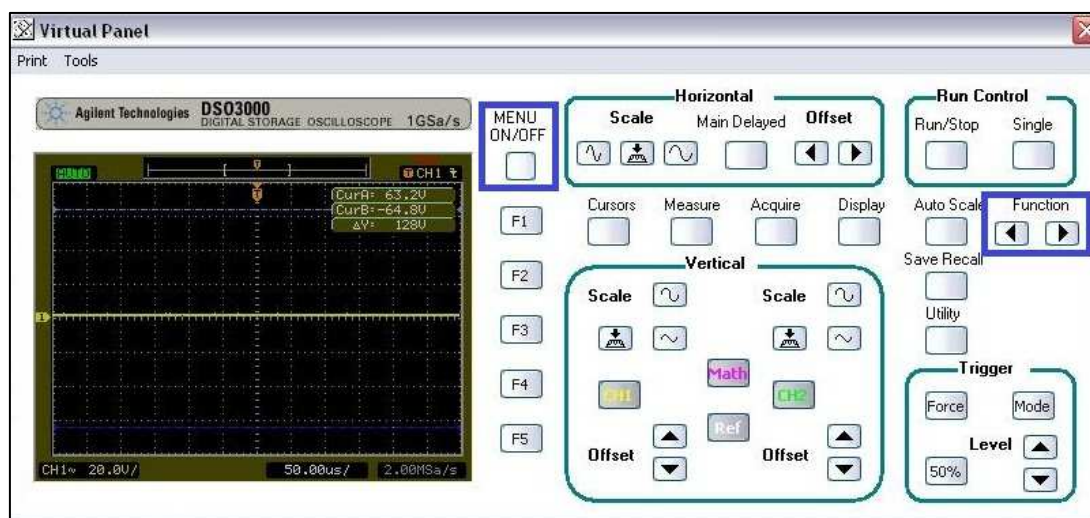 Virtual Panel
Print Tools
Agilent Technologies DSO3000
DIGITAL STORAGE OSCILLOSCOPE 1GSa/s
AUTO
T CH1
CurA= 63.2V
CurB=-64.8V
ΔY= 128V
CH1~ 20.0V/ 50.00us/ 2.00MSa/s
MENU
ON/OFF
F1
F2
F3
F4
F5
Horizontal
Scale Main Delayed Offset
Run Control
Run/Stop Single
Cursors Measure Acquire Display Auto Scale Function
Save Recall
Utility
Vertical
Scale Scale
Math
CH1 CH2
Ref
Offset Offset
Trigger
Force Mode
Level
50%